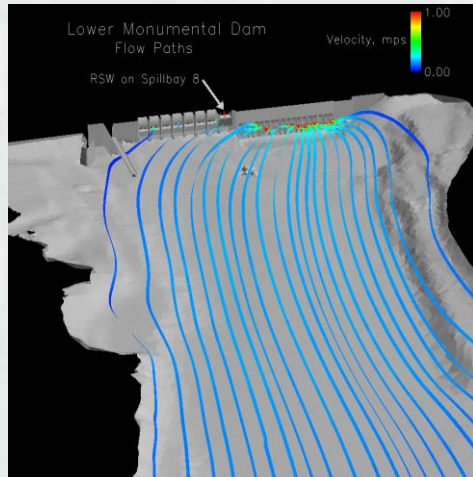 Lower Monumental Dam
Flow Paths
RSW on Spillbay 8
Velocity, mps
1.00
0.00